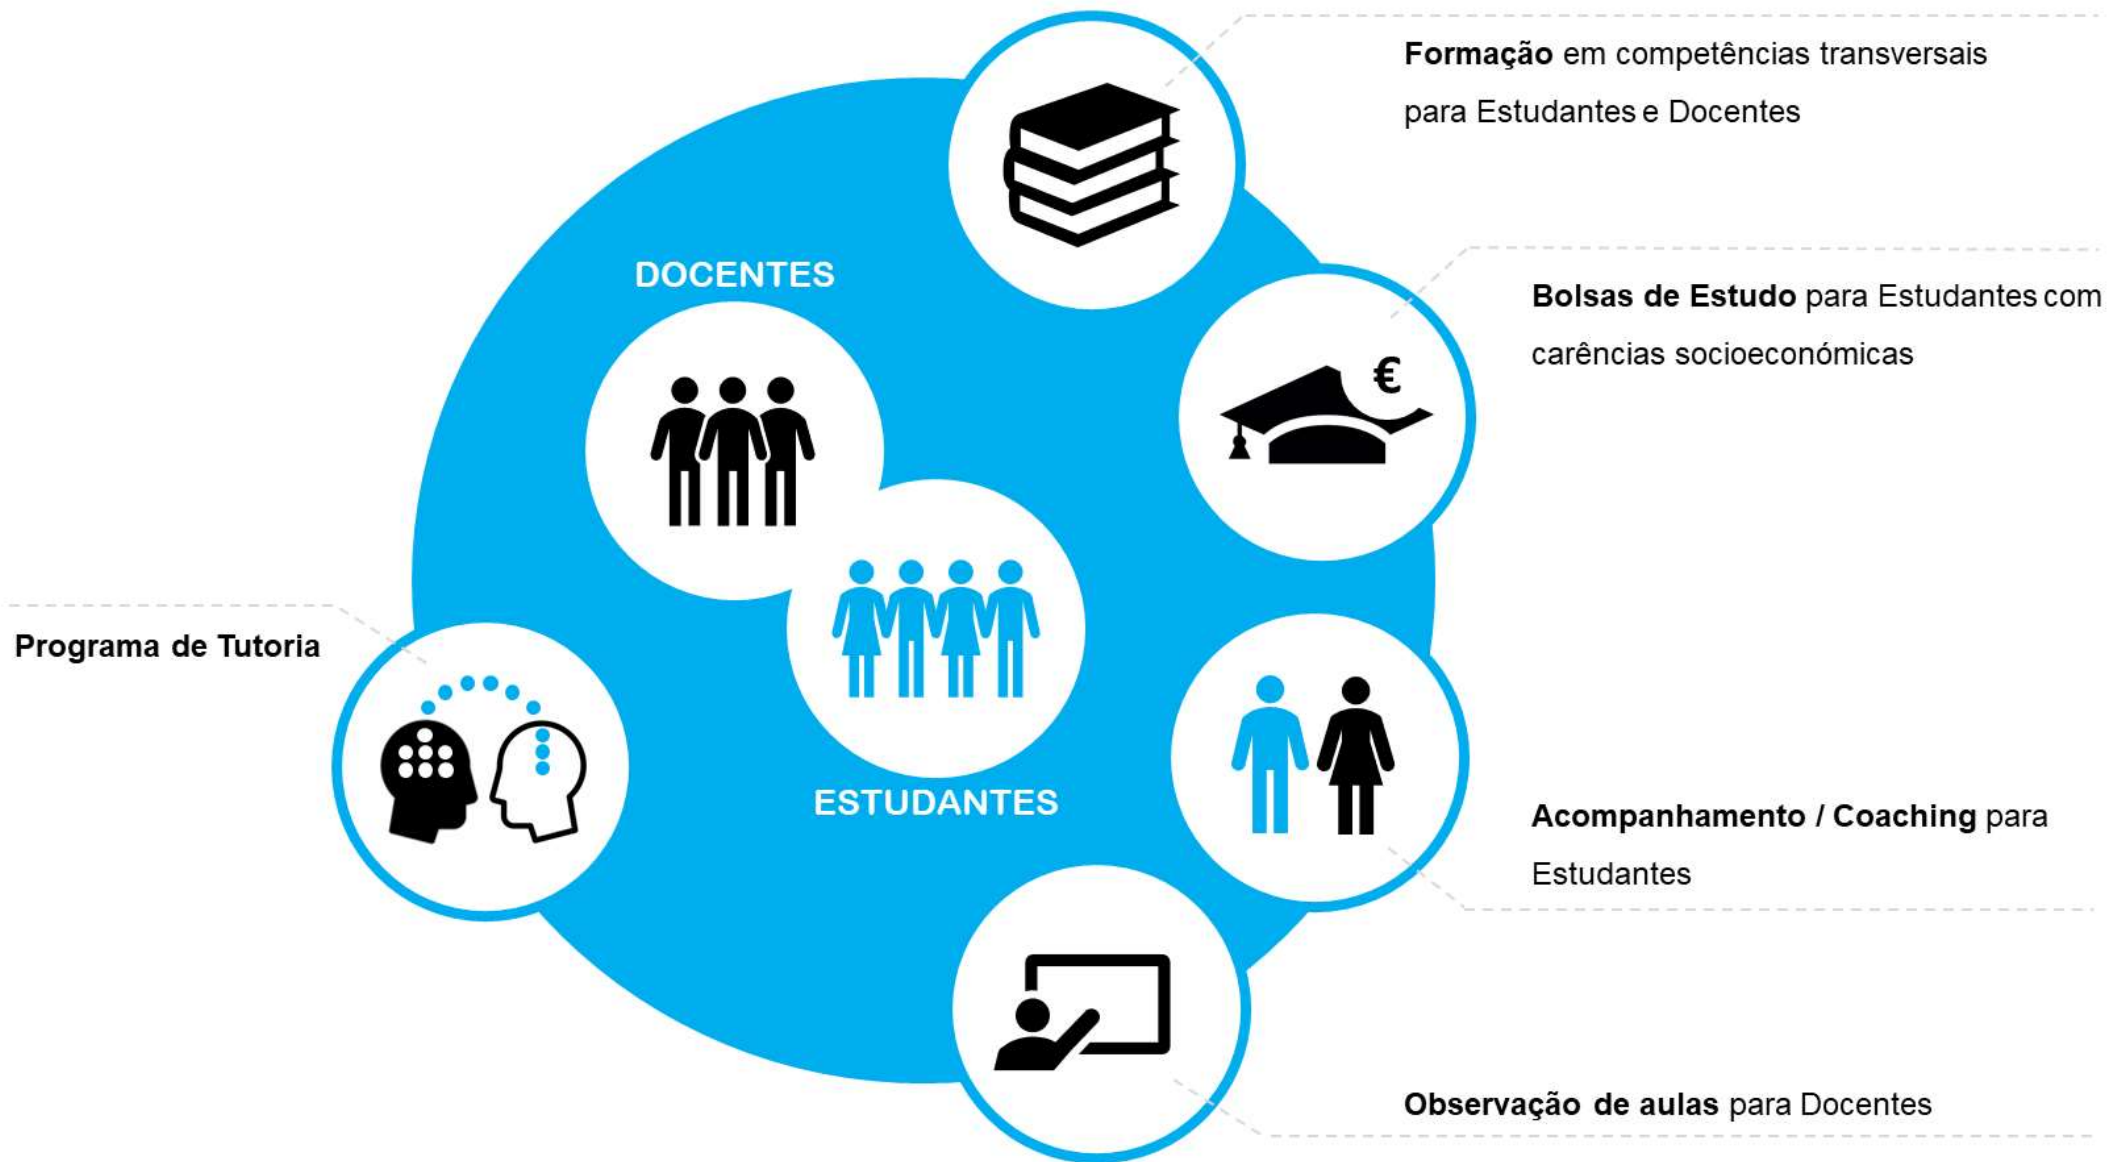 Formação em competências transversais
para Estudantes e Docentes
DOCENTES
Bolsas de Estudo para Estudantes com
carências socioeconómicas
€
Programa de Tutoria
ESTUDANTES
Acompanhamento / Coaching para
Estudantes
Observação de aulas para Docentes